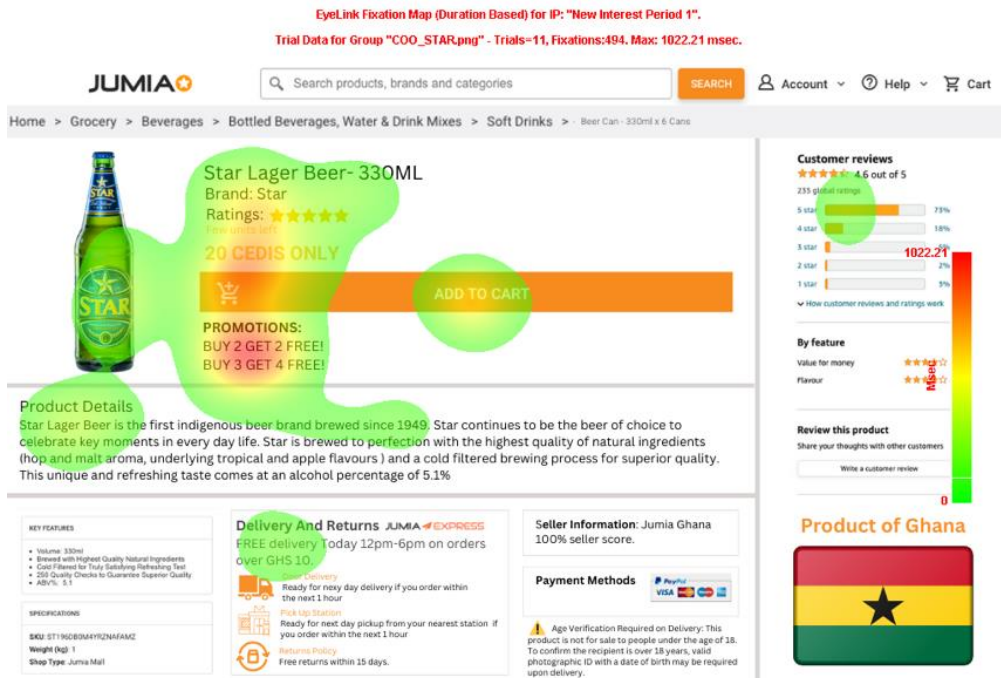 EyeLink Fixation Map (Duration Based) for IP: "New Interest Period 1".
Trial Data for Group "COO_STAR.png" - Trials=11, Fixations:494. Max: 1022.21 msec.
JUMIA
Search products, brands and categories
SEARCH
Account
Help
Cart
Home > Grocery > Beverages > Bottled Beverages, Water & Drink Mixes > Soft Drinks > - Beer Can - 330ml x 6 Cans
STAR
STAR
Star Lager Beer- 330ML
Brand: Star
Ratings:
Few units left
20 CEDIS ONLY
ADD TO CART
PROMOTIONS:
BUY 2 GET 2 FREE!
BUY 3 GET 4 FREE!
Product Details
Star Lager Beer is the first indigenous beer brand brewed since 1949. Star continues to be the beer of choice to
celebrate key moments in every day life. Star is brewed to perfection with the highest quality of natural ingredients
(hop and malt aroma, underlying tropical and apple flavours ) and a cold filtered brewing process for superior quality.
This unique and refreshing taste comes at an alcohol percentage of 5.1%
KEY FEATURES
• Volume: 330ml
• Brewed with Highest Quality Natural Ingredients
• Cold Filtered for Truly Satisfying Refreshing Test
• 250 Quality Checks to Guarantee Superior Quality
• ABV%: 5.1
SPECIFICATIONS
SKU: ST1960B0M4YRZNAFAMZ
Weight (kg): 1
Shop Type: Jumia Mall
Delivery And Returns JUMIA EXPRESS
FREE delivery Today 12pm-6pm on orders
over GHS 10.
Door Delivery
Ready for nexy day delivery if you order within
the next 1 hour
Pick Up Station
Ready for next day pickup from your nearest station if
you order within the next 1 hour
Returns Policy
Free returns within 15 days.
Seller Information: Jumia Ghana
100% seller score.
Payment Methods
PayPal
VISA
Age Verification Required on Delivery: This
product is not for sale to people under the age of 18.
To confirm the recipient is over 18 years, valid
photographic ID with a date of birth may be required
upon delivery.
Customer reviews
4.6 out of 5
235 global ratings
5 star 73%
4 star 18%
3 star 5%
2 star 2%
1 star 3%
How customer reviews and ratings work
1022.21
Msec
0
By feature
Value for money
Flavour
Review this product
Share your thoughts with other customers
Write a customer review
Product of Ghana